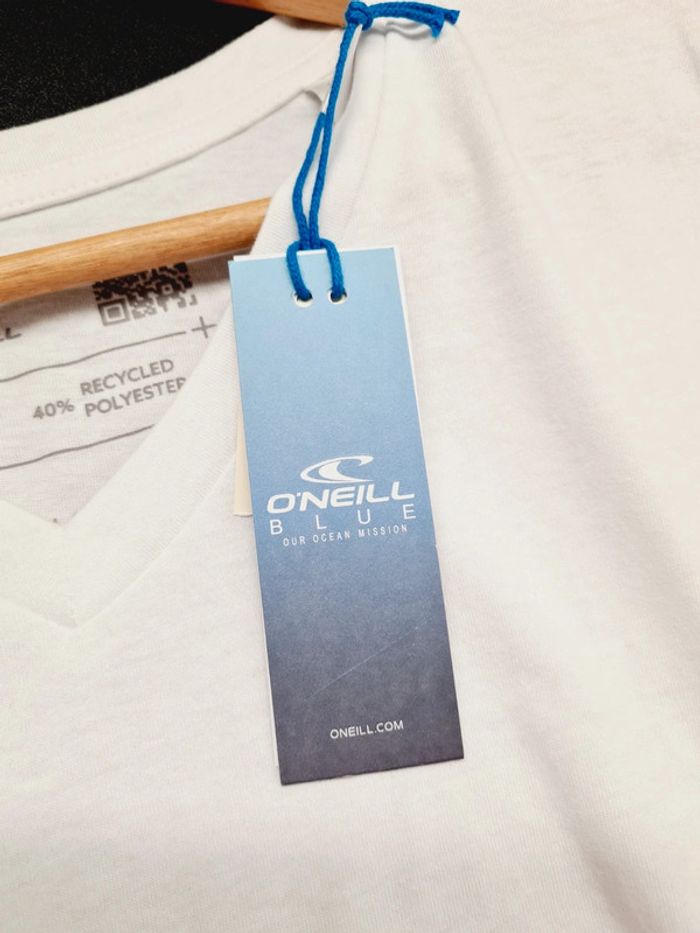 RECYCLED
40% POLYESTER
O'NEILL
BLUE
OUR OCEAN MISSION
ONEILL.COM